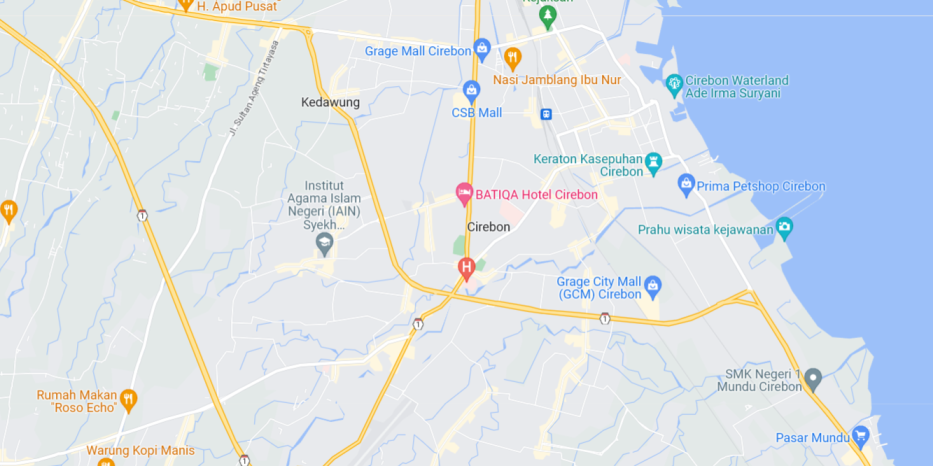 H. Apud Pusat
Kejaksan
Grage Mall Cirebon
Nasi Jamblang Ibu Nur
Cirebon Waterland
Ade Irma Suryani
Kedawung
CSB Mall
Jl. Sultan Ageng Tirtayasa
Keraton Kasepuhan
Cirebon
Institut
Agama Islam
Negeri (IAIN)
Syekh...
BATIQA Hotel Cirebon
Prima Petshop Cirebon
Cirebon
Prahu wisata kejawanan
1
H
Grage City Mall
(GCM) Cirebon
1
1
SMK Negeri 1
Mundu Cirebon
Rumah Makan
"Roso Echo"
Pasar Mundu
Warung Kopi Manis
1